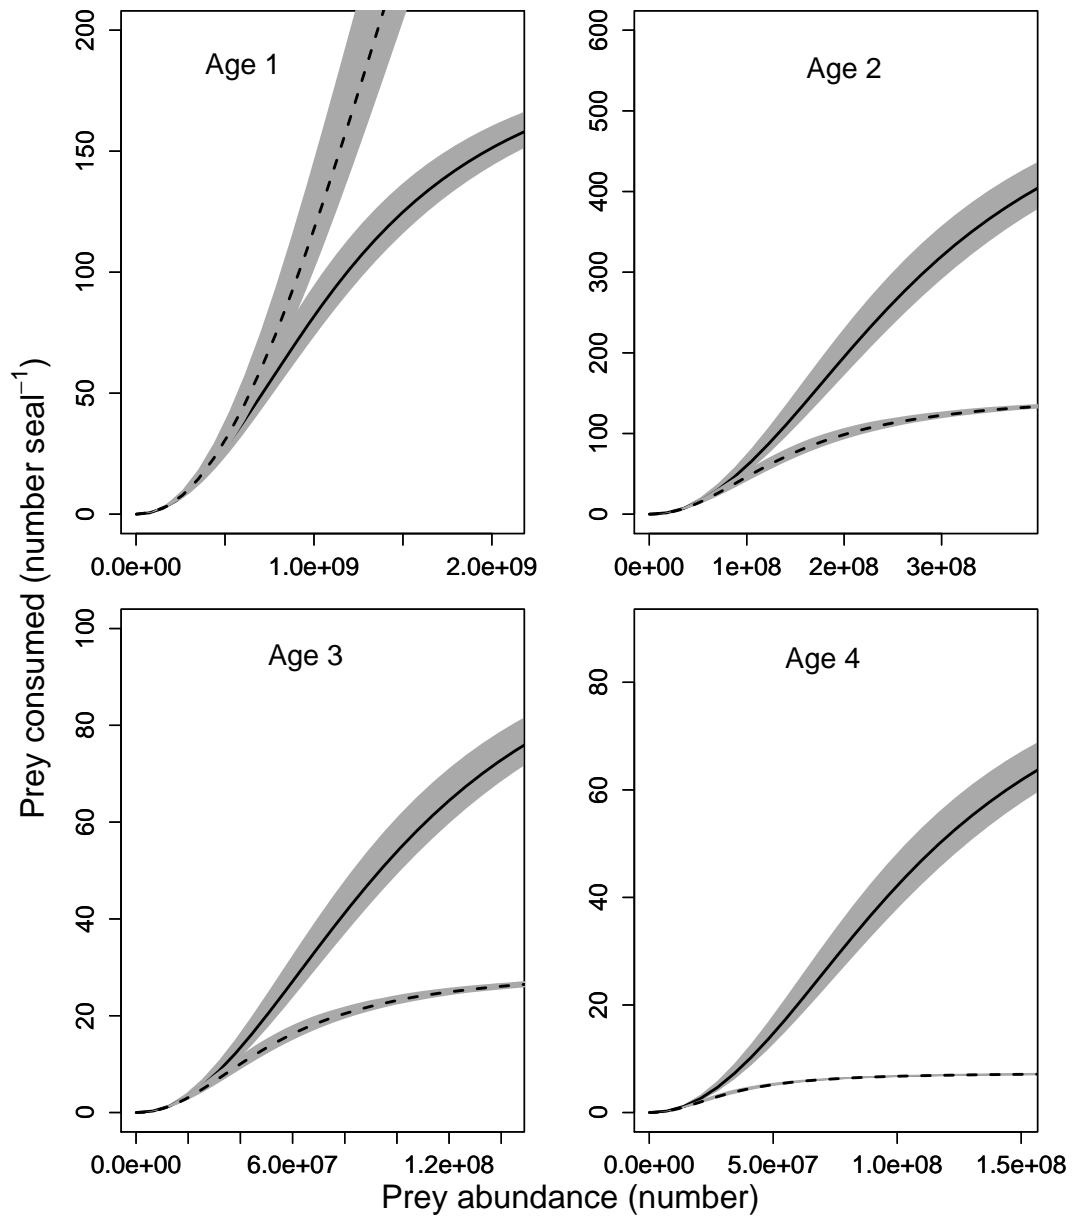 Age 1
200
150
100
50
0
0.0e+00 1.0e+09 2.0e+09
Age 2
600
500
400
300
200
100
0
0e+00 1e+08 2e+08 3e+08
Age 3
100
80
60
40
20
0
0.0e+00 6.0e+07 1.2e+08
Age 4
80
60
40
20
0
0.0e+00 5.0e+07 1.0e+08 1.5e+08
Prey consumed (number seal⁻¹)
Prey abundance (number)